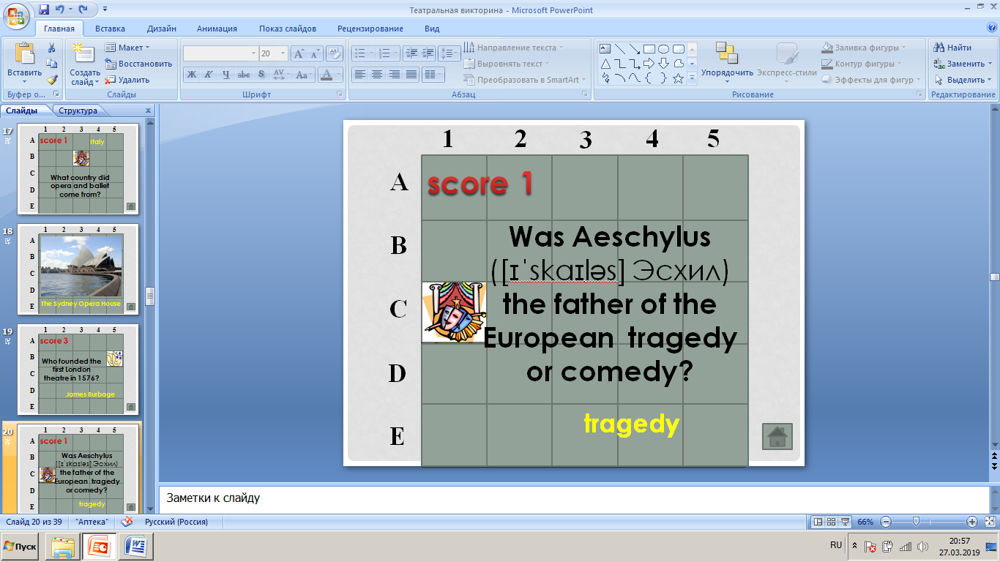 Театральная викторина - Microsoft PowerPoint
Главная Вставка Дизайн Анимация Показ слайдов Рецензирование Вид
Вставить
Создать слайд
Макет
Восстановить
Удалить
20
Ж К Ч abc S AV Aa А
Направление текста
Выровнять текст
Преобразовать в SmartArt
Упорядочить
Экспресс-стили
Заливка фигуры
Контур фигуры
Эффекты для фигур
Найти
Заменить
Выделить
Буфер о... Слайды Шрифт Абзац Рисование Редактирование
Слайды Структура x
17
1 2 3 4 5
A
B
C
D
E
score 1
Italy
What country did
opera and ballet
come from?
18
1 2 3 4 5
A
B
C
D
E
The Sydney Opera House
19
1 2 3 4 5
A
B
C
D
E
score 3
Who founded the
first London
theatre in 1576?
James Burbage
20
1 2 3 4 5
A
B
C
D
E
score 1
Was Aeschylus
([ɪˈskaɪləs] Эсхил)
the father of the
European tragedy
or comedy?
tragedy
1 2 3 4 5
A
B
C
D
E
score 1
Was Aeschylus
([ɪˈskaɪləs] Эсхил)
the father of the
European tragedy
or comedy?
tragedy
Заметки к слайду
Слайд 20 из 39 "Аптека" Русский (Россия) 66%
Пуск
RU
20:57
27.03.2019